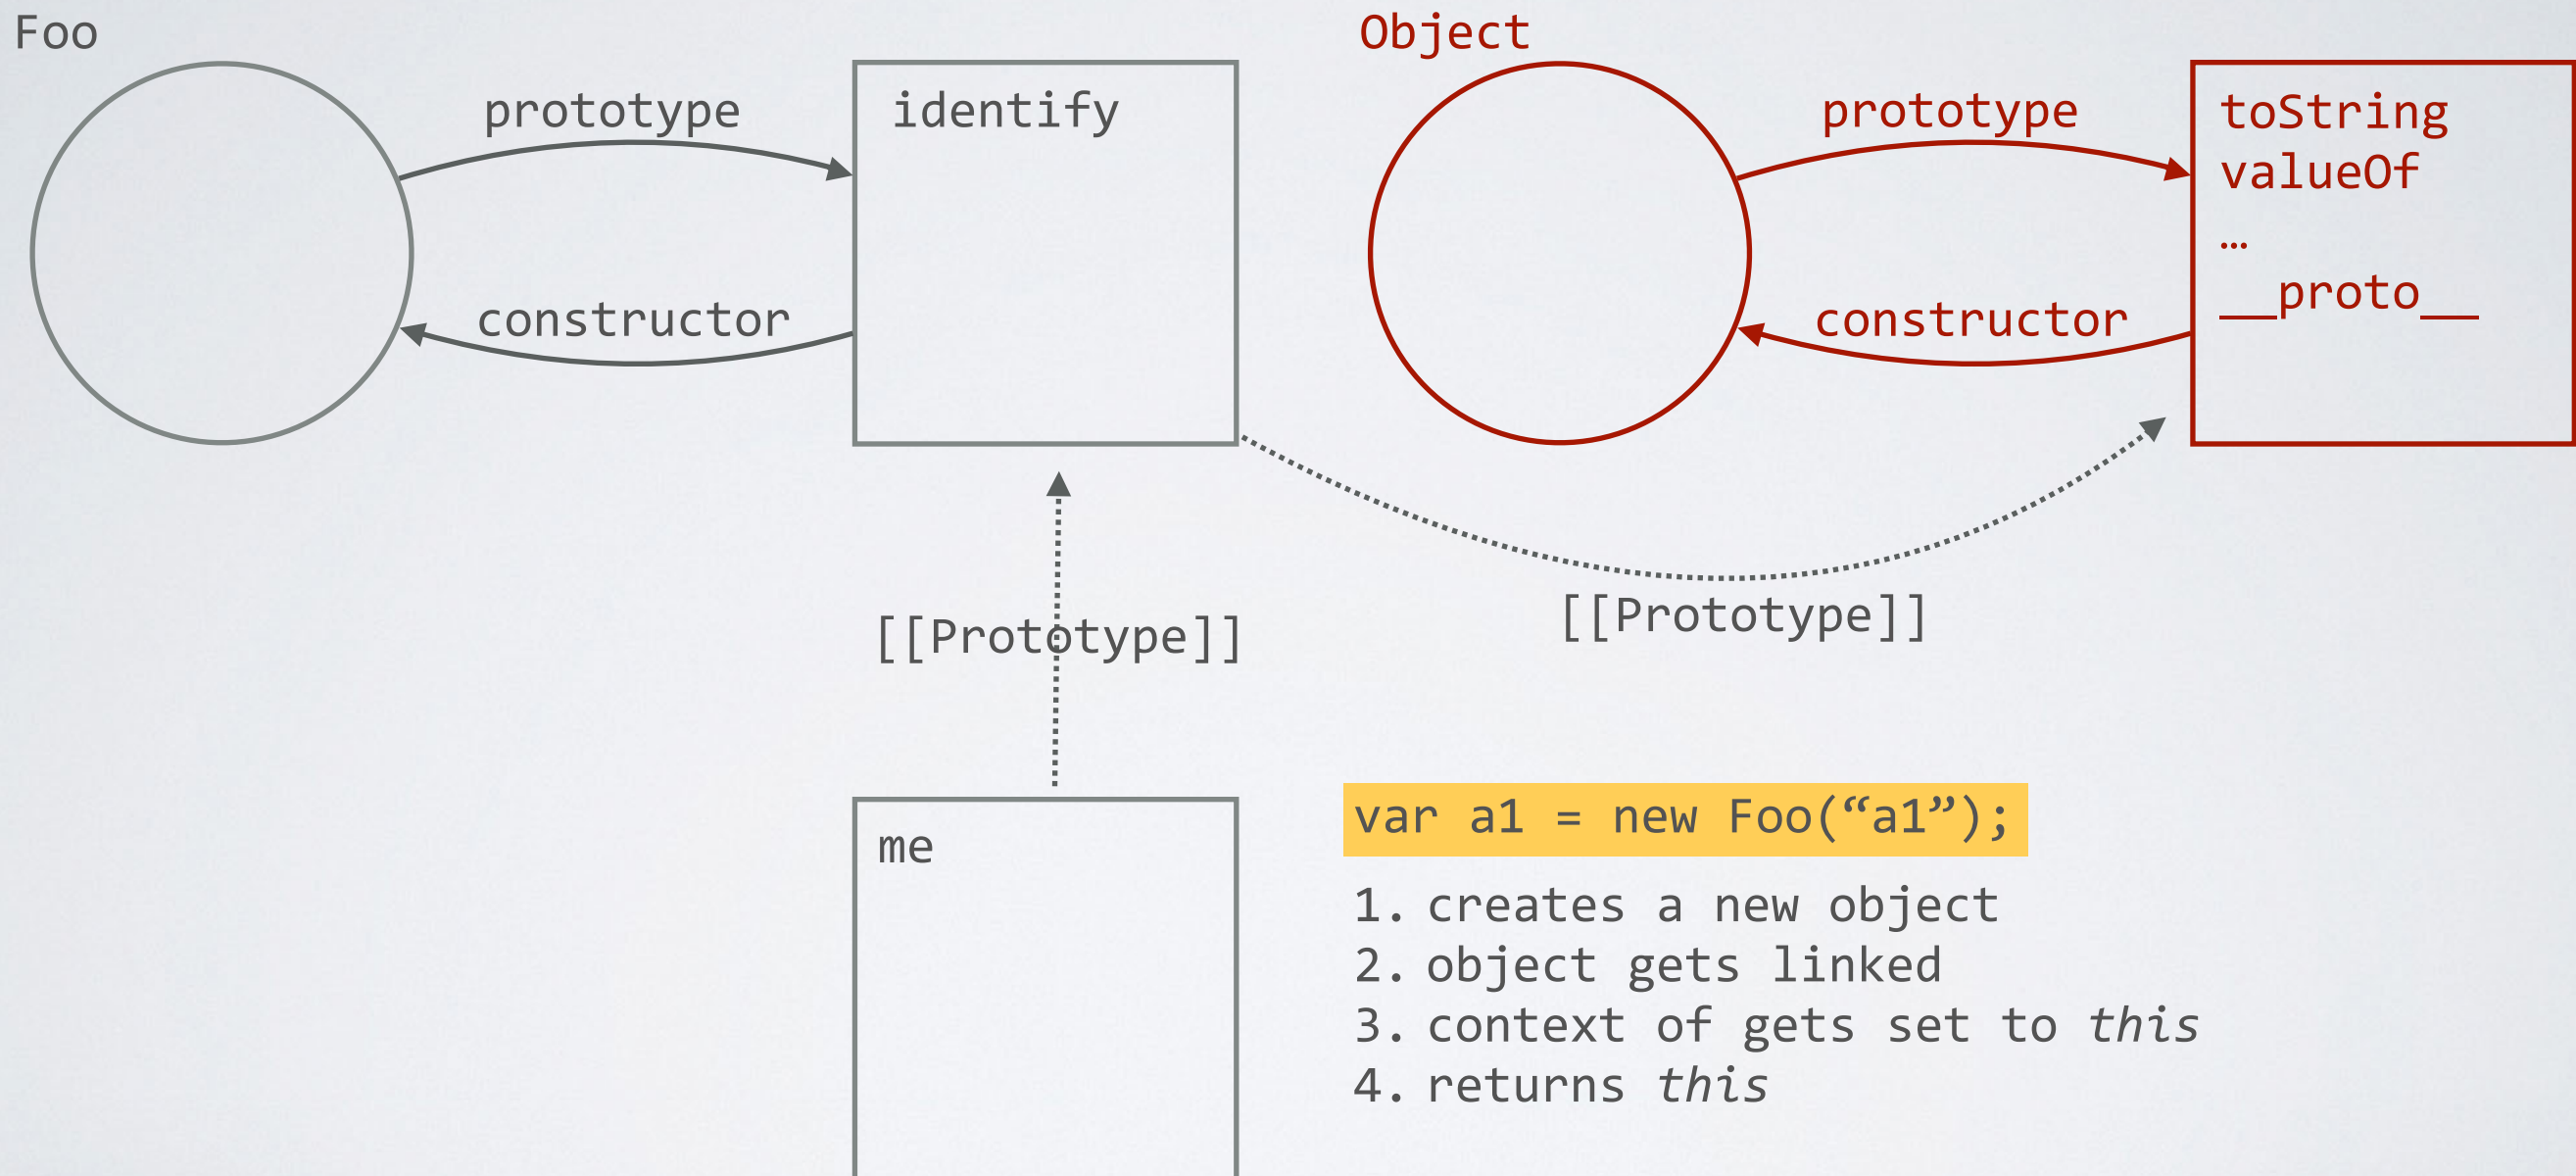 Foo
Object
prototype
identify
prototype
toString
valueOf
…
__proto__
constructor
constructor
[[Prototype]]
[[Prototype]]
me
var a1 = new Foo(“a1”);
1. creates a new object
2. object gets linked
3. context of gets set to this
4. returns this